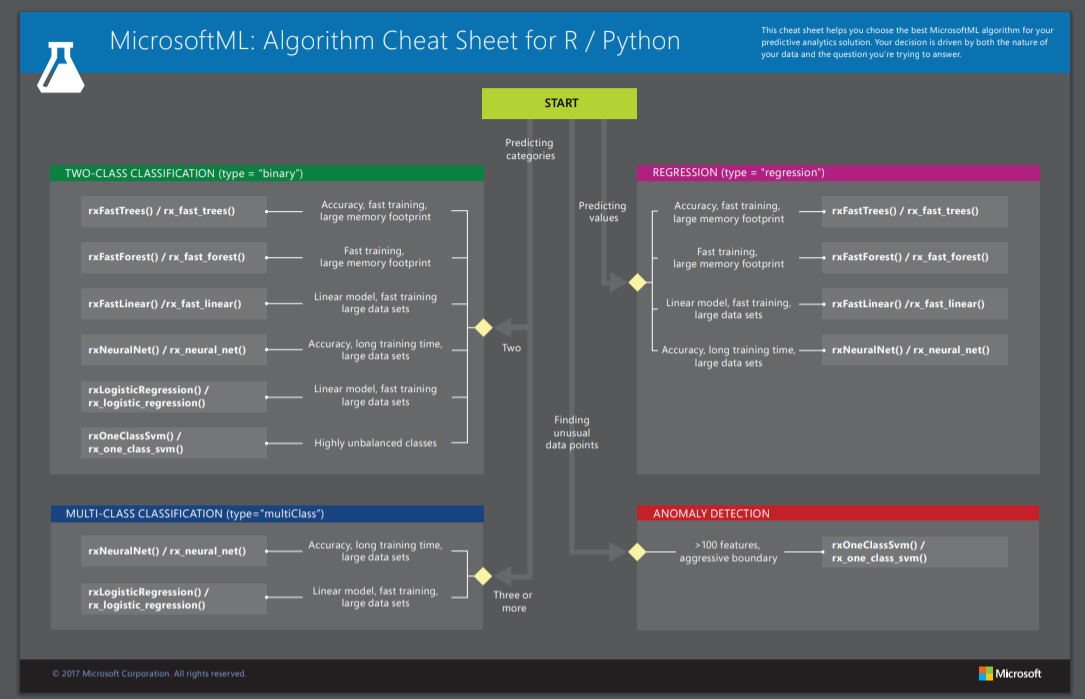 MicrosoftML: Algorithm Cheat Sheet for R / Python
This cheat sheet helps you choose the best MicrosoftML algorithm for your
predictive analytics solution. Your decision is driven by both the nature of
your data and the question you're trying to answer.
START
Predicting
categories
TWO-CLASS CLASSIFICATION (type = "binary")
rxFastTrees() / rx_fast_trees()
Accuracy, fast training,
large memory footprint
rxFastForest() / rx_fast_forest()
Fast training,
large memory footprint
rxFastLinear() /rx_fast_linear()
Linear model, fast training
large data sets
rxNeuralNet() / rx_neural_net()
Accuracy, long training time,
large data sets
rxLogisticRegression() /
rx_logistic_regression()
Linear model, fast training
large data sets
rxOneClassSvm() /
rx_one_class_svm()
Highly unbalanced classes
Two
Predicting
values
REGRESSION (type = "regression")
Accuracy, fast training,
large memory footprint
rxFastTrees() / rx_fast_trees()
Fast training,
large memory footprint
rxFastForest() / rx_fast_forest()
Linear model, fast training,
large data sets
rxFastLinear() /rx_fast_linear()
Accuracy, long training time,
large data sets
rxNeuralNet() / rx_neural_net()
Finding
unusual
data points
MULTI-CLASS CLASSIFICATION (type="multiClass")
rxNeuralNet() / rx_neural_net()
Accuracy, long training time,
large data sets
rxLogisticRegression() /
rx_logistic_regression()
Linear model, fast training,
large data sets
Three or
more
ANOMALY DETECTION
>100 features,
aggressive boundary
rxOneClassSvm() /
rx_one_class_svm()
© 2017 Microsoft Corporation. All rights reserved.
Microsoft